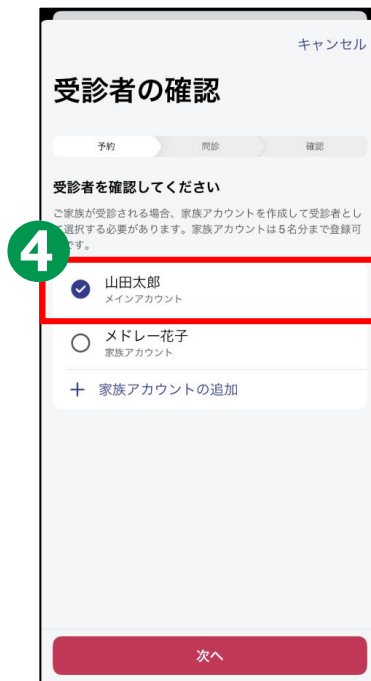 キャンセル
受診者の確認
予約 問診 確認
受診者を確認してください
ご家族が受診される場合、家族アカウントを作成して受診者とし
選択する必要があります。家族アカウントは5名分まで登録可
です。
4
山田太郎
メインアカウント
メドレー花子
家族アカウント
+ 家族アカウントの追加
次へ